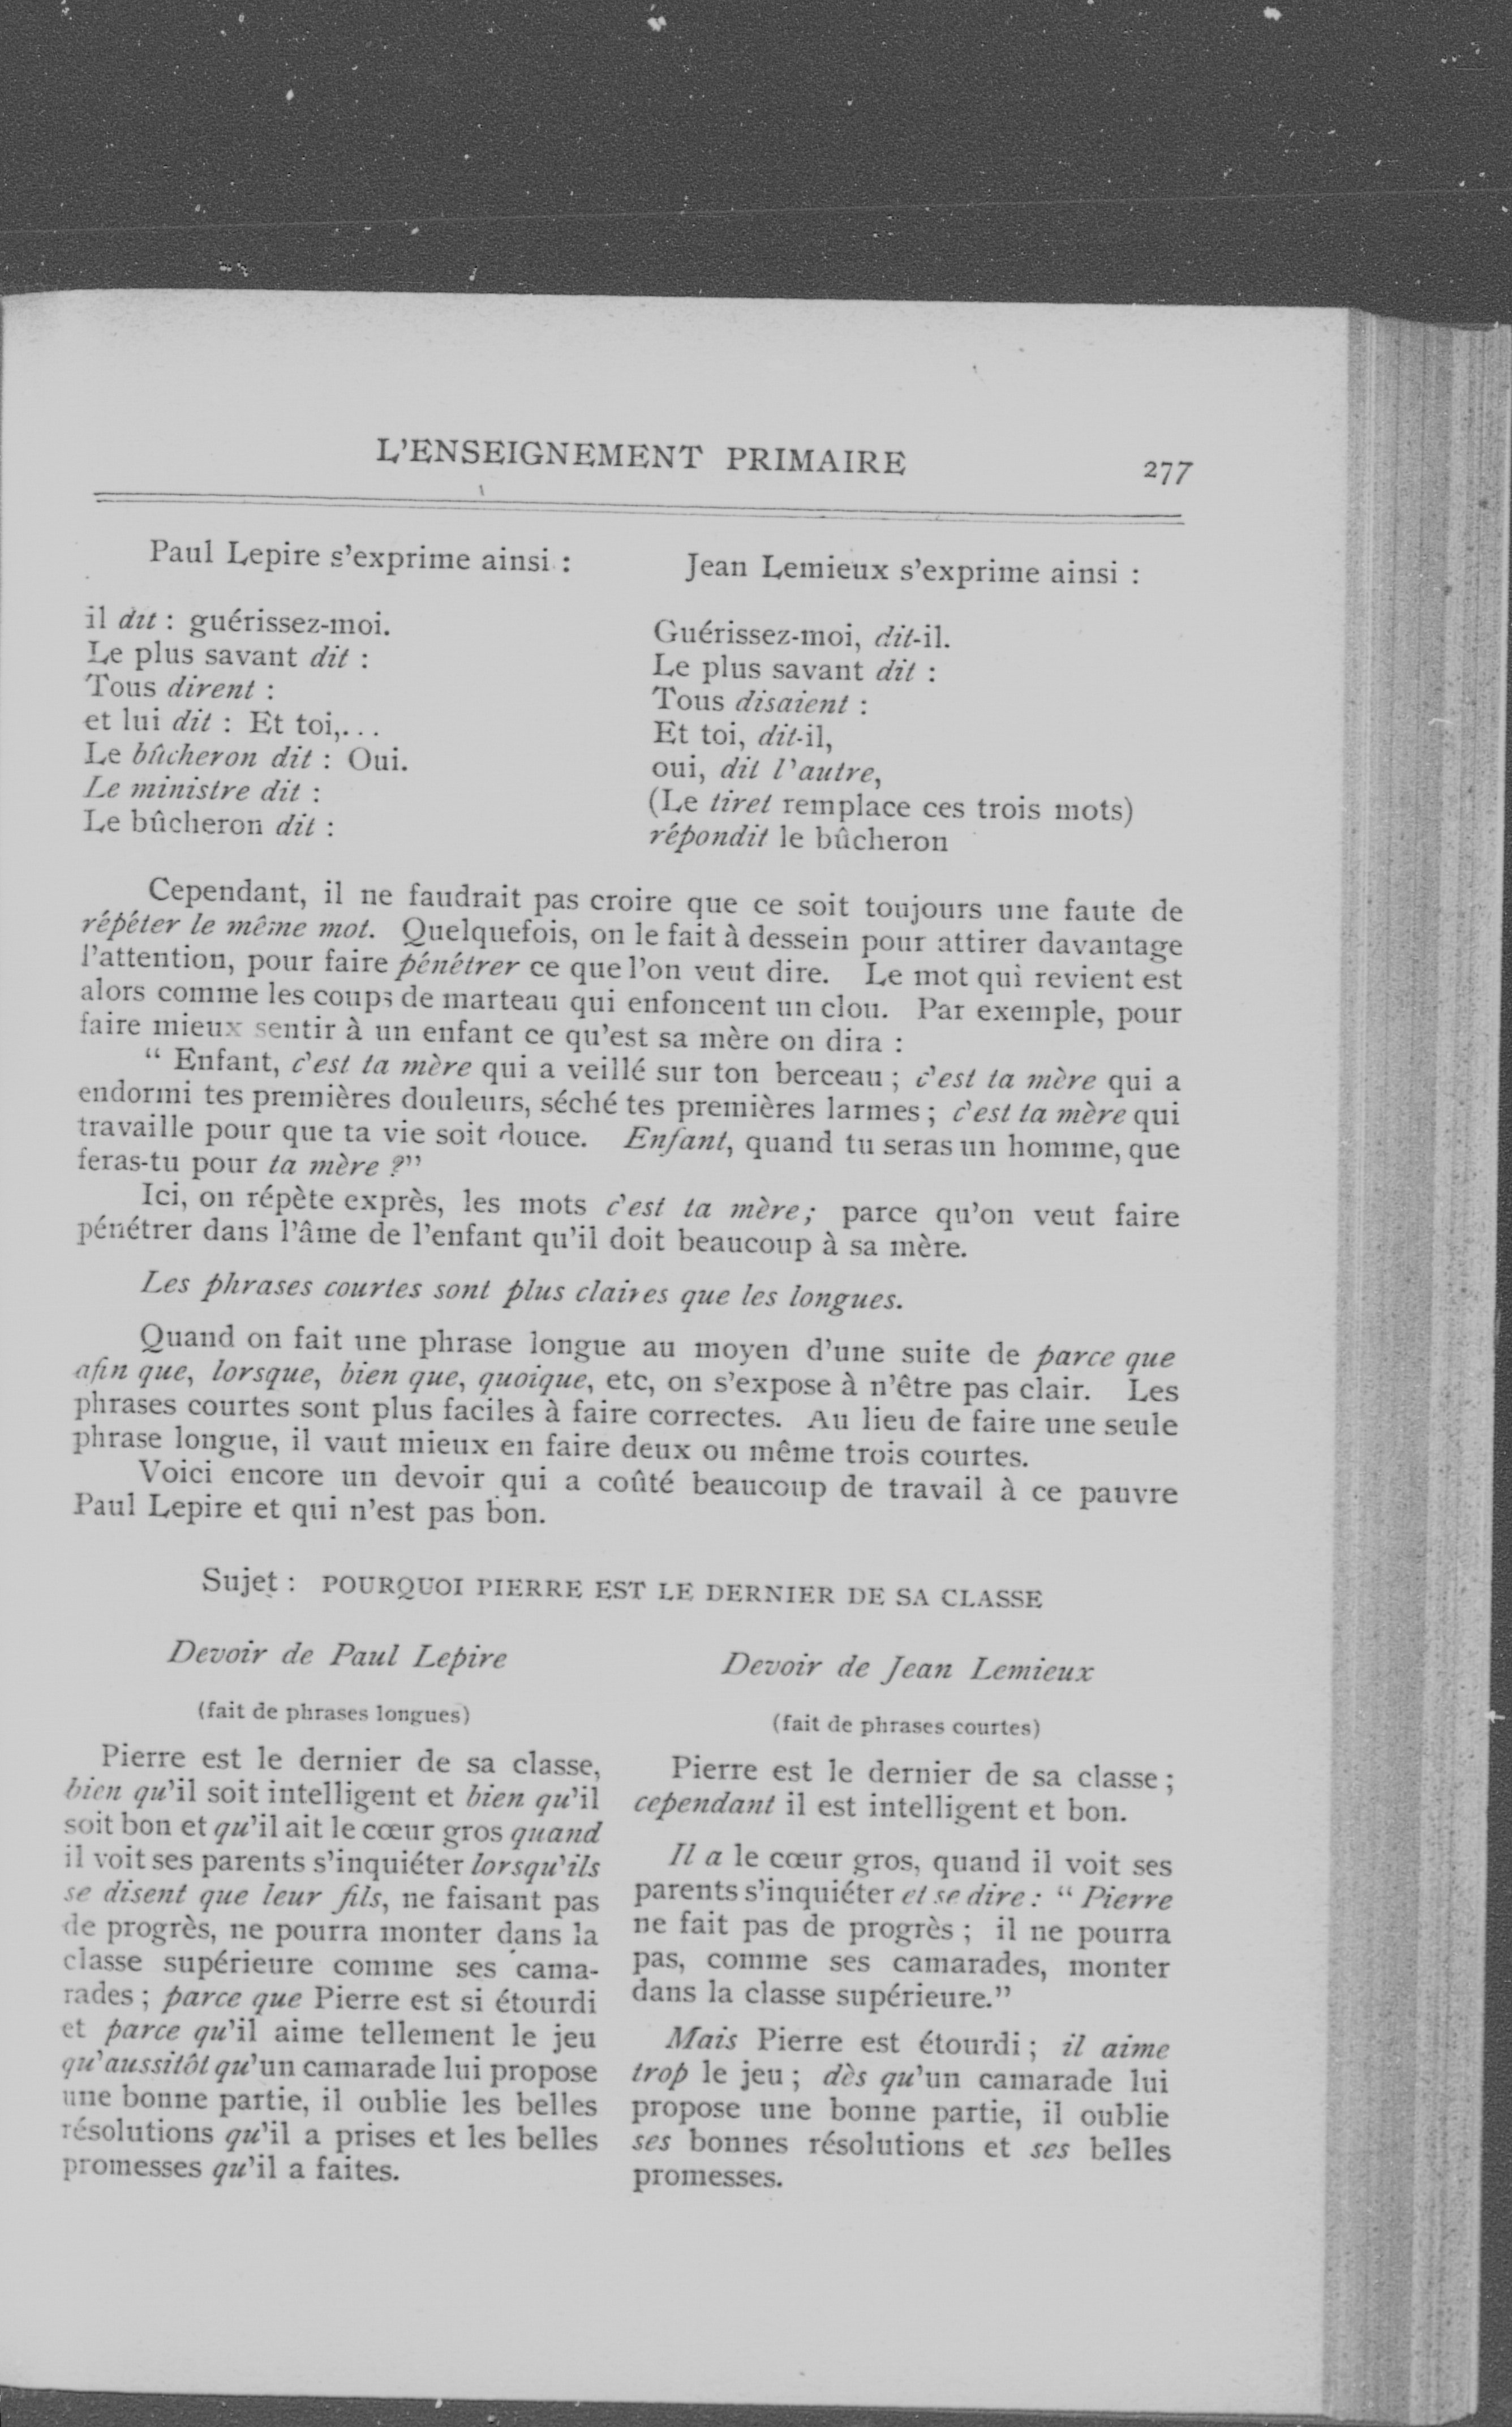 L'ENSEIGNEMENT PRIMAIRE 277
Paul Lepire s'exprime ainsi :
il dit : guérissez-moi.
Le plus savant dit :
Tous dirent :
et lui dit : Et toi,...
Le bûcheron dit : Oui.
Le ministre dit :
Le bûcheron dit :
Jean Lemieux s'exprime ainsi :
Guérissez-moi, dit-il.
Le plus savant dit :
Tous disaient :
Et toi, dit-il,
oui, dit l'autre,
(Le tiret remplace ces trois mots)
répondit le bûcheron
Cependant, il ne faudrait pas croire que ce soit toujours une faute de
répéter le même mot. Quelquefois, on le fait à dessein pour attirer davantage
l'attention, pour faire pénétrer ce que l'on veut dire. Le mot qui revient est
alors comme les coups de marteau qui enfoncent un clou. Par exemple, pour
faire mieux sentir à un enfant ce qu'est sa mère on dira :
“ Enfant, c'est ta mère qui a veillé sur ton berceau ; c'est ta mère qui a
endormi tes premières douleurs, séché tes premières larmes ; c'est ta mère qui
travaille pour que ta vie soit douce. Enfant, quand tu seras un homme, que
feras-tu pour ta mère ?”
Ici, on répète exprès, les mots c'est ta mère; parce qu'on veut faire
pénétrer dans l'âme de l'enfant qu'il doit beaucoup à sa mère.
Les phrases courtes sont plus claires que les longues.
Quand on fait une phrase longue au moyen d'une suite de parce que
afin que, lorsque, bien que, quoique, etc, on s'expose à n'être pas clair. Les
phrases courtes sont plus faciles à faire correctes. Au lieu de faire une seule
phrase longue, il vaut mieux en faire deux ou même trois courtes.
Voici encore un devoir qui a coûté beaucoup de travail à ce pauvre
Paul Lepire et qui n'est pas bon.
Sujet : POURQUOI PIERRE EST LE DERNIER DE SA CLASSE
Devoir de Paul Lepire
(fait de phrases longues)
Pierre est le dernier de sa classe,
bien qu'il soit intelligent et bien qu'il
soit bon et qu'il ait le cœur gros quand
il voit ses parents s'inquiéter lorsqu'ils
se disent que leur fils, ne faisant pas
de progrès, ne pourra monter dans la
classe supérieure comme ses cama-
rades ; parce que Pierre est si étourdi
et parce qu'il aime tellement le jeu
qu'aussitôt qu'un camarade lui propose
une bonne partie, il oublie les belles
résolutions qu'il a prises et les belles
promesses qu'il a faites.
Devoir de Jean Lemieux
(fait de phrases courtes)
Pierre est le dernier de sa classe ;
cependant il est intelligent et bon.
Il a le cœur gros, quand il voit ses
parents s'inquiéter et se dire : “ Pierre
ne fait pas de progrès ; il ne pourra
pas, comme ses camarades, monter
dans la classe supérieure.”
Mais Pierre est étourdi ; il aime
trop le jeu ; dès qu'un camarade lui
propose une bonne partie, il oublie
ses bonnes résolutions et ses belles
promesses.